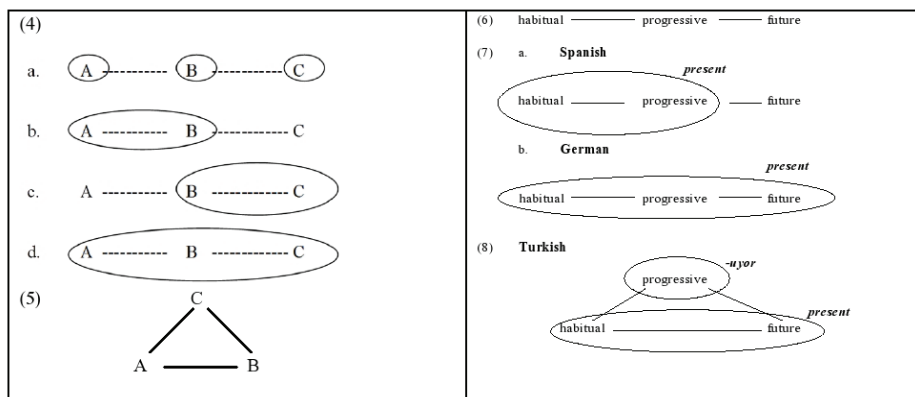 (4)
a. A ---------- B ---------- C
b. A ---------- B ---------- C
c. A ---------- B ---------- C
d. A ---------- B ---------- C
(5)
C
A B
(6) habitual progressive future
(7) a. Spanish
present
habitual progressive future
b. German
present
habitual progressive future
(8) Turkish
-uyor
progressive
present
habitual future